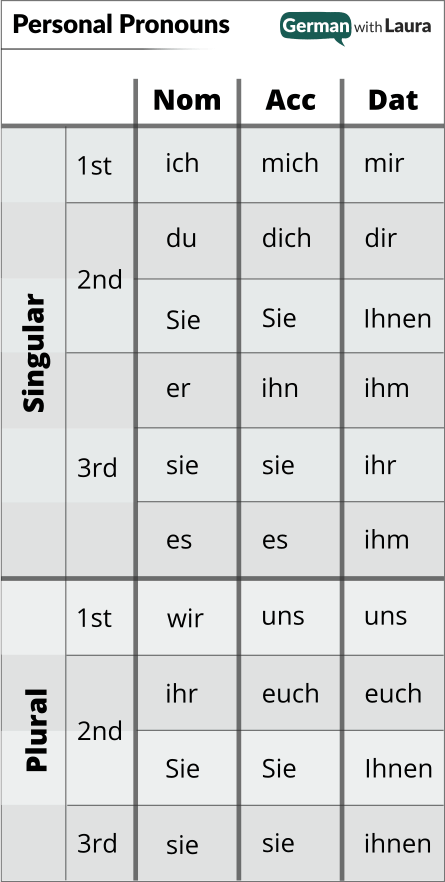 Personal Pronouns German with Laura
Nom Acc Dat
Singular
1st ich mich mir
2nd du dich dir
Sie Sie Ihnen
3rd er ihn ihm
sie sie ihr
es es ihm
Plural
1st wir uns uns
2nd ihr euch euch
Sie Sie Ihnen
3rd sie sie ihnen